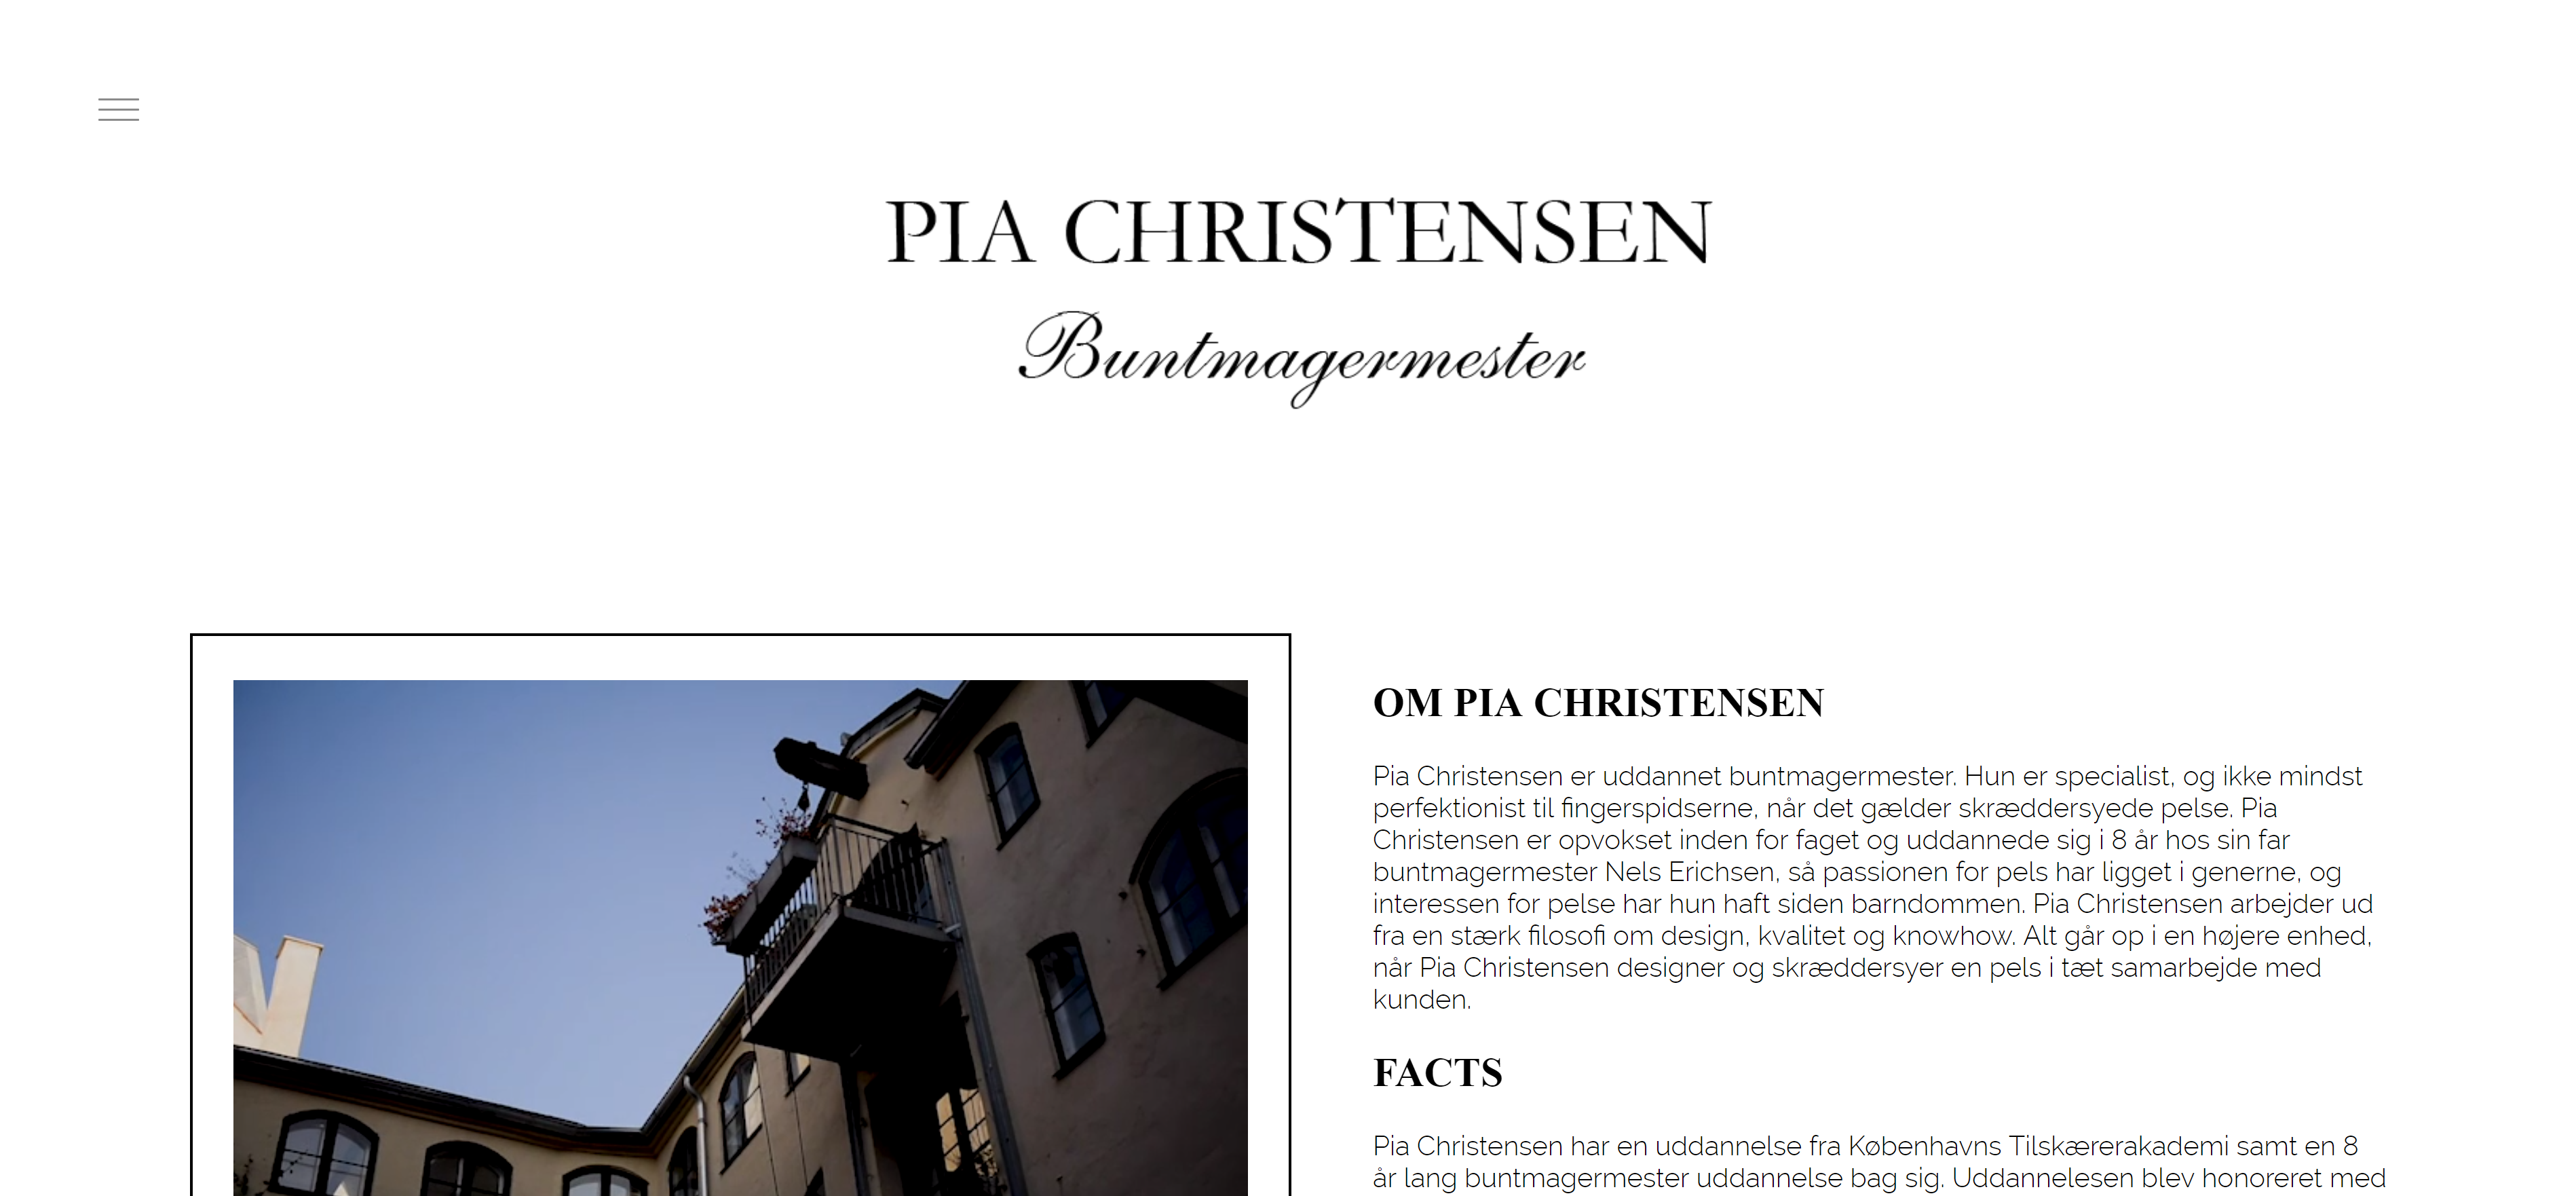 PIA CHRISTENSEN
Buntmagermester
OM PIA CHRISTENSEN
Pia Christensen er uddannet buntmagermester. Hun er specialist, og ikke mindst
perfektionist til fingerspidserne, når det gælder skræddersyede pelse. Pia
Christensen er opvokset inden for faget og uddannede sig i 8 år hos sin far
buntmagermester Nels Erichsen, så passionen for pels har ligget i generne, og
interessen for pelse har hun haft siden barndommen. Pia Christensen arbejder ud
fra en stærk filosofi om design, kvalitet og knowhow. Alt går op i en højere enhed,
når Pia Christensen designer og skræddersyer en pels i tæt samarbejde med
kunden.
FACTS
Pia Christensen har en uddannelse fra Københavns Tilskærerakademi samt en 8
år lang buntmagermester uddannelse bag sig. Uddannelesen blev honoreret med